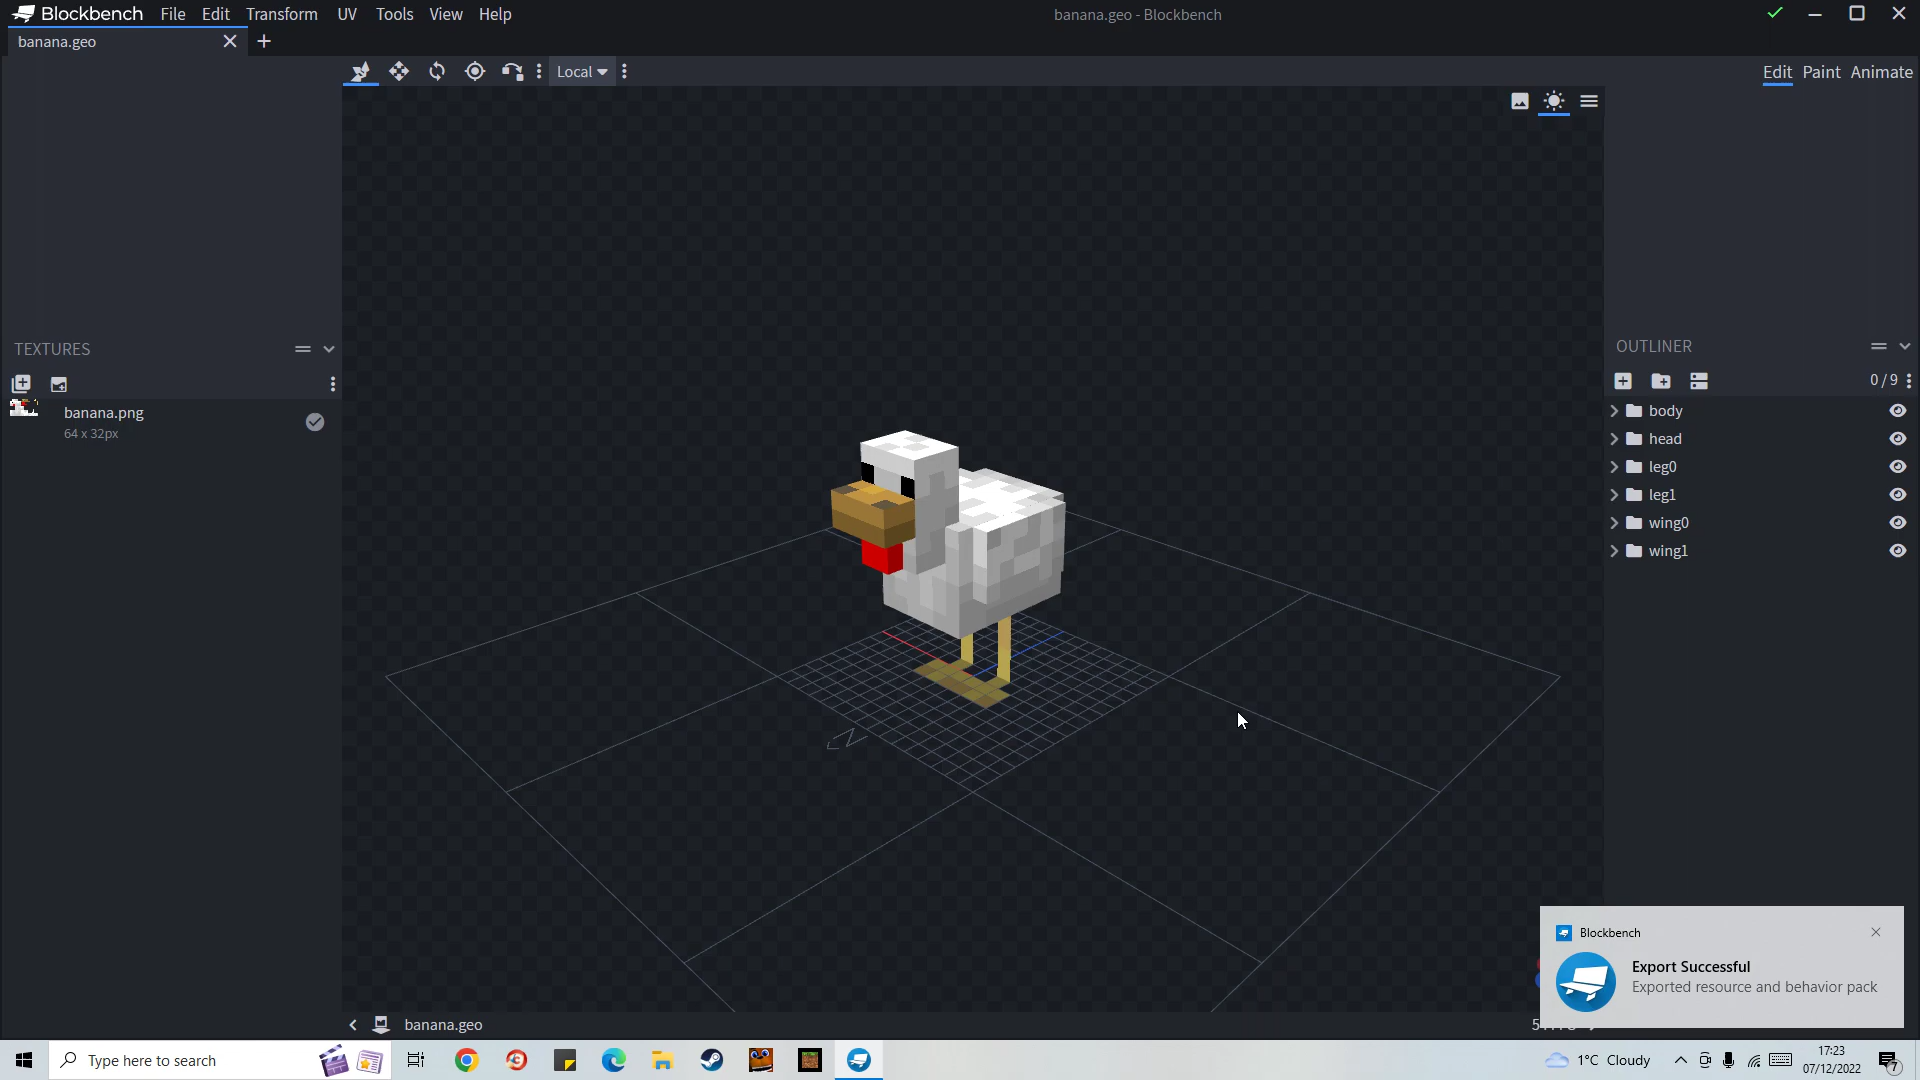 Blockbench File Edit Transform UV Tools View Help
banana.geo - Blockbench
banana.geo
Local
Edit Paint Animate
TEXTURES
banana.png
64 x 32px
OUTLINER
0 / 9
body
head
leg0
leg1
wing0
wing1
Blockbench
Export Successful
Exported resource and behavior pack
banana.geo
Type here to search
1°C Cloudy
17:23
07/12/2022
7